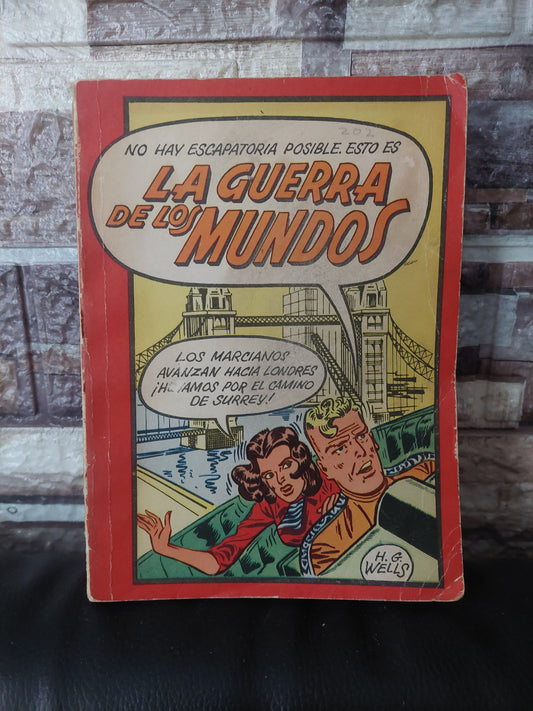 202
NO HAY ESCAPATORIA POSIBLE. ESTO ES
LA GUERRA
DE LOS MUNDOS
LOS MARCIANOS
AVANZAN HACIA LONDRES
POR EL CAMINO
DE SURREY!
H. G.
WELLS